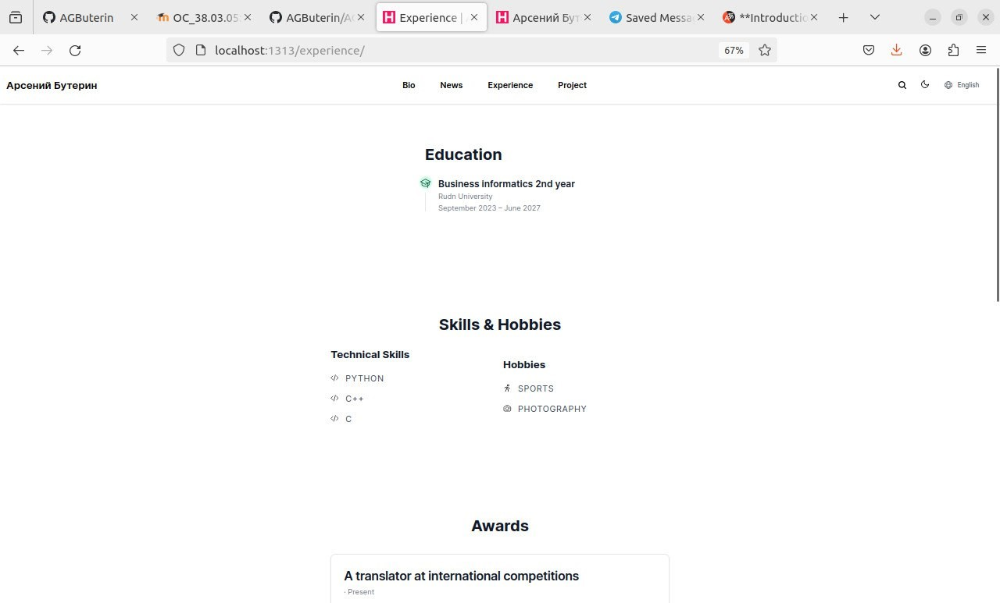 AGButerin
OC_38.03.05
AGButerin/AG
Experience |
Арсений Бут
Saved Messa
**Introductio
localhost:1313/experience/
67%
Арсений Бутерин
Bio
News
Experience
Project
English
Education
Business informatics 2nd year
Rudn University
September 2023 – June 2027
Skills & Hobbies
Technical Skills
PYTHON
C++
C
Hobbies
SPORTS
PHOTOGRAPHY
Awards
A translator at international competitions
· Present